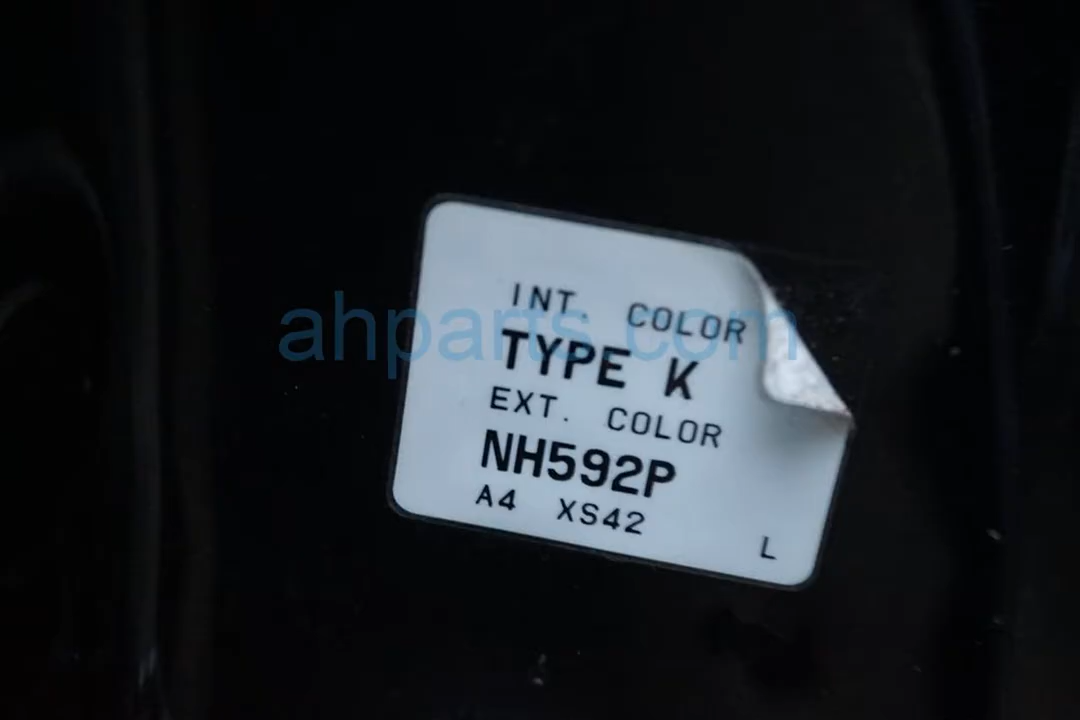 INT. COLOR
TYPE K
EXT. COLOR
NH592P
A4 XS42
L
ahparts.com